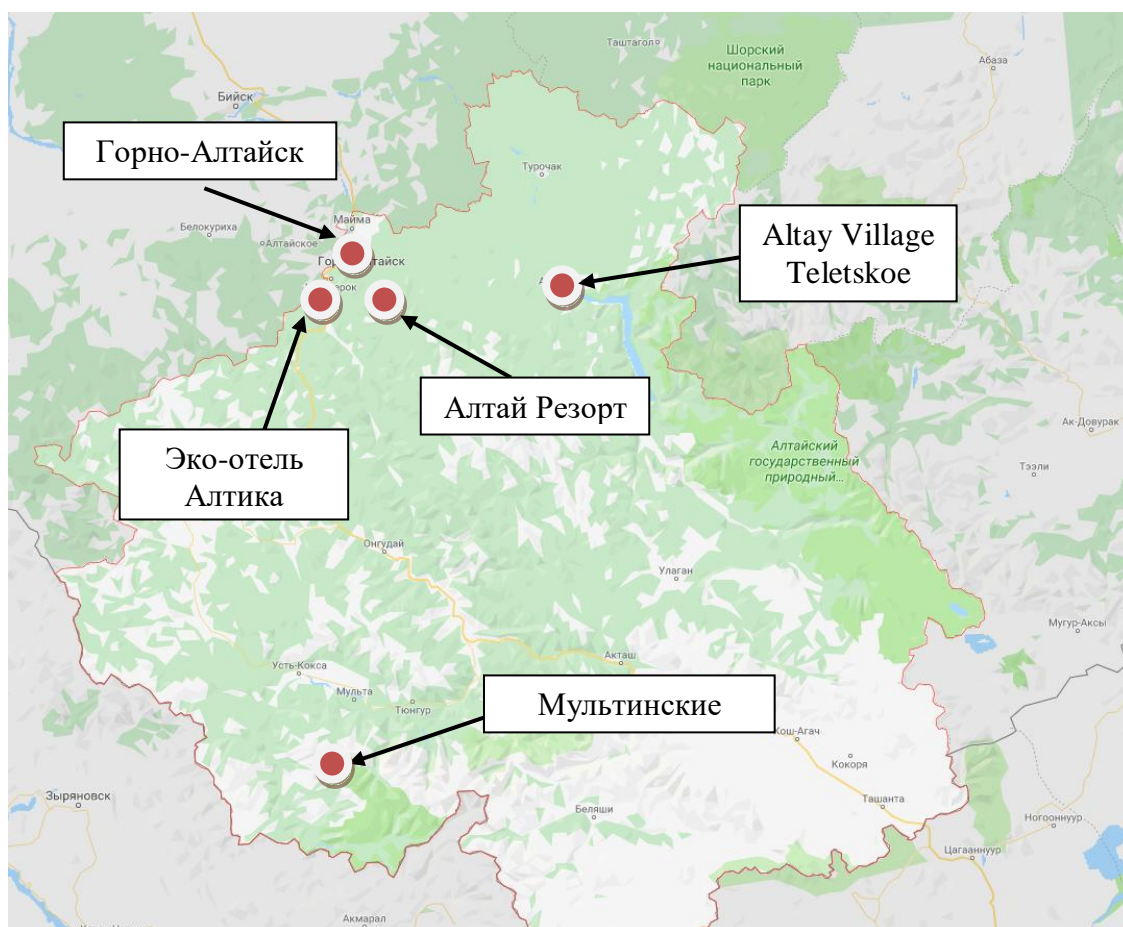 Таштагол
Шорский
национальный
парк
Абаза
Бийск
Горно-Алтайск
Турочак
Майма
Белокуриха
Алтайское
Altay Village
Teletskoe
Алтай Резорт
Эко-отель
Алтика
Ак-Довурак
Алтайский
государственный
природный...
Тээли
Онгудай
Улаган
Мугур-Аксы
Акташ
Усть-Кокса
Мульта
Тюнгур
Мультинские
Кош-Агач
Кокоря
Зыряновск
Беляши
Ташанта
Ногооннуур
Цагааннуур
Акмарал